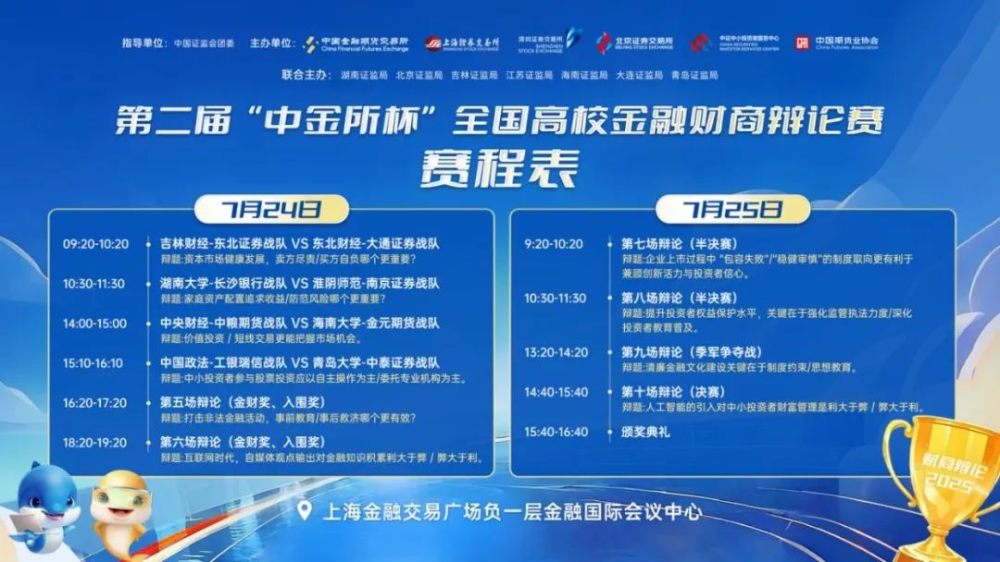 指导单位：中国证监会团委 主办单位：中国金融期货交易所 China Financial Futures Exchange 上海证券交易所 SHANGHAI STOCK EXCHANGE 深圳证券交易所 SHENZHEN STOCK EXCHANGE 北京证券交易所 BEIJING STOCK EXCHANGE 中证中小投资者服务中心 CHINA SECURITIES INVESTOR SERVICES CENTER 中国期货业协会 China Futures Association
联合主办：湖南证监局 北京证监局 吉林证监局 江苏证监局 海南证监局 大连证监局 青岛证监局
第二届“中金所杯”全国高校金融财商辩论赛
赛程表
7月24日
09:20-10:20 吉林财经-东北证券战队 VS 东北财经-大通证券战队
辩题:资本市场健康发展，卖方尽责/买方自负哪个更重要?
10:30-11:30 湖南大学-长沙银行战队 VS 淮阴师范-南京证券战队
辩题:家庭资产配置追求收益/防范风险哪个更重要?
14:00-15:00 中央财经-中粮期货战队 VS 海南大学-金元期货战队
辩题:价值投资 / 短线交易更能把握市场机会。
15:10-16:10 中国政法-工银瑞信战队 VS 青岛大学-中泰证券战队
辩题:中小投资者参与股票投资应以自主操作为主/委托专业机构为主。
16:20-17:20 第五场辩论（金财奖、入围奖）
辩题:打击非法金融活动，事前教育/事后救济哪个更有效?
18:20-19:20 第六场辩论（金财奖、入围奖）
辩题:互联网时代，自媒体观点输出对金融知识积累利大于弊 / 弊大于利。
7月25日
9:20-10:20 第七场辩论（半决赛）
辩题:企业上市过程中“包容失败”/“稳健审慎”的制度取向更有利于
兼顾创新活力与投资者信心。
10:30-11:30 第八场辩论（半决赛）
辩题:提升投资者权益保护水平，关键在于强化监管执法力度/深化
投资者教育普及。
13:20-14:20 第九场辩论（季军争夺战）
辩题:清廉金融文化建设关键在于制度约束/思想教育。
14:40-15:40 第十场辩论（决赛）
辩题:人工智能的引入对中小投资者财富管理是利大于弊 / 弊大于利。
15:40-16:40 颁奖典礼
财商辩论
2025
上海金融交易广场负一层金融国际会议中心